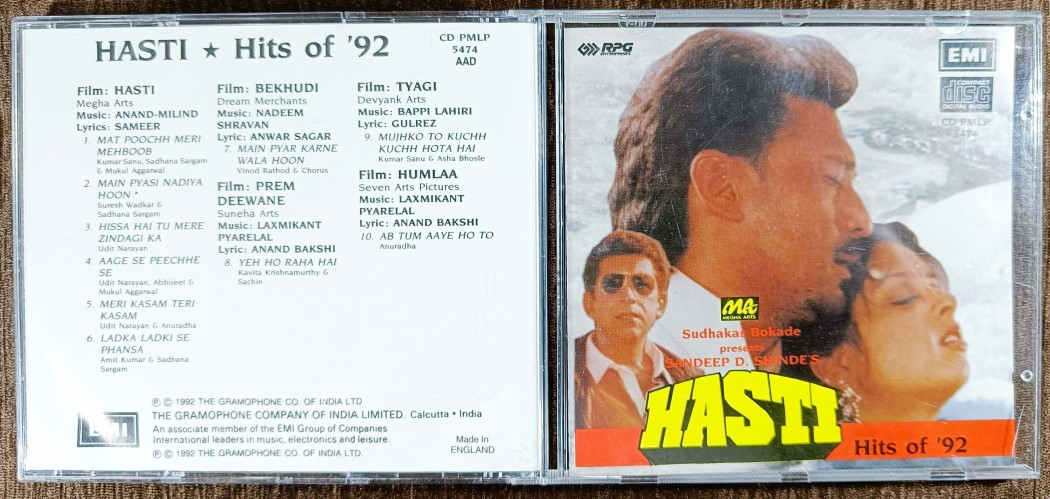 HASTI ★ Hits of '92
CD PMLP
5474
AAD
Film: HASTI
Megha Arts
Music: ANAND-MILIND
Lyrics: SAMEER
1. MAT POOCHH MERI
MEHBOOB
Kumar Sanu, Sadhana Sargam
& Mukul Aggarwal
2. MAIN PYASI NADIYA
HOON *
Suresh Wadkar &
Sadhana Sargam
3. HISSA HAI TU MERE
ZINDAGI KA
Udit Narayan
4. AAGE SE PEECHHE
SE
Udit Narayan, Abhijeet &
Mukul Aggarwal
5. MERI KASAM TERI
KASAM
Udit Narayan & Anuradha
6. LADKA LADKI SE
PHANSA
Amit Kumar & Sadhana
Sargam
Film: BEKHUDI
Dream Merchants
Music: NADEEM
SHRAVAN
Lyric: ANWAR SAGAR
7. MAIN PYAR KARNE
WALA HOON
Vinod Rathod & Chorus
Film: PREM
DEEWANE
Suneha Arts
Music: LAXMIKANT
PYARELAL
Lyric: ANAND BAKSHI
8. YEH HO RAHA HAI
Kavita Krishnamurthy &
Sachin
Film: TYAGI
Devyank Arts
Music: BAPPI LAHIRI
Lyric: GULREZ
9. MUJHKO TO KUCHH
KUCHH HOTA HAI
Kumar Sanu & Asha Bhosle
Film: HUMLAA
Seven Arts Pictures
Music: LAXMIKANT
PYARELAL
Lyric: ANAND BAKSHI
10. AB TUM AAYE HO TO
Anuradha
EMI
℗ © 1992 THE GRAMOPHONE CO. OF INDIA LTD.
THE GRAMOPHONE COMPANY OF INDIA LIMITED. Calcutta • India
An associate member of the EMI Group of Companies
International leaders in music, electronics and leisure.
℗ © 1992 THE GRAMOPHONE CO. OF INDIA LTD.
Made In
ENGLAND
RPG
ENTERPRISES
EMI
COMPACT
disc
DIGITAL AUDIO
CD PMLP
5474
MA
MEGHA ARTS
Sudhakar Bokade
presents
SANDEEP D. SHINDE'S
HASTI
Hits of '92